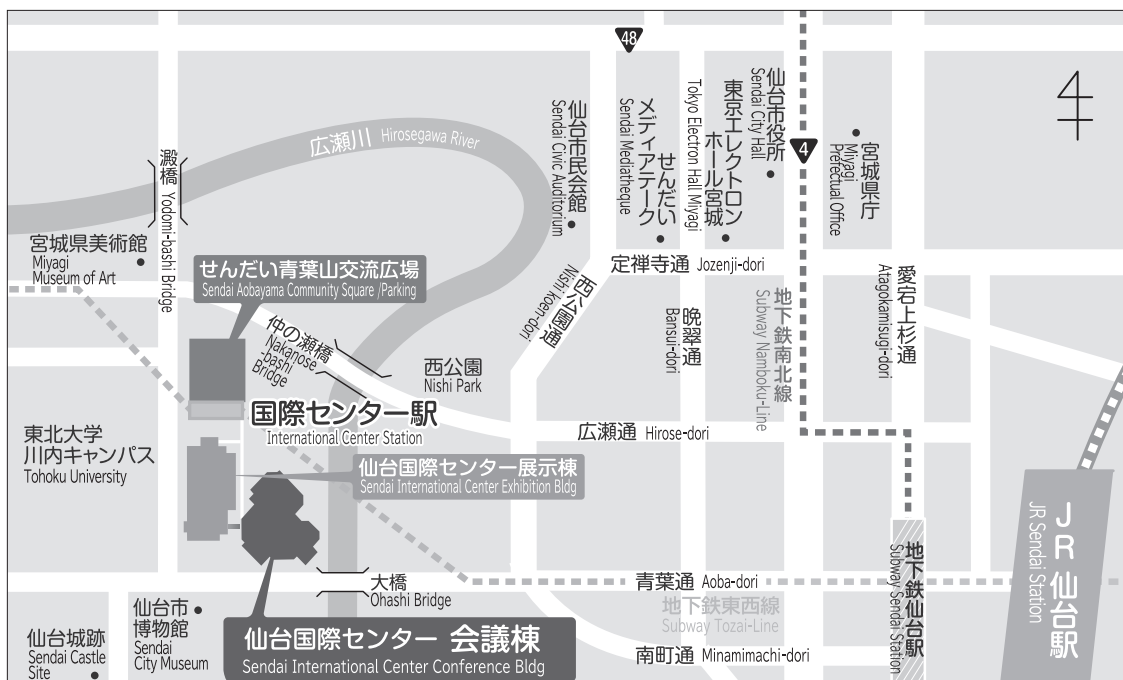 48
仙台市民会館
Sendai Civic Auditorium
せんだい
メディアテーク
Sendai Mediatheque
東京エレクトロン
ホール宮城
Tokyo Electron Hall Miyagi
仙台市役所
Sendai City Hall
4
宮城県庁
Miyagi
Prefectual Office
広瀬川 Hirosegawa River
澱橋 Yodomi-bashi Bridge
宮城県美術館
Miyagi
Museum of Art
せんだい青葉山交流広場
Sendai Aobayama Community Square /Parking
定禅寺通 Jozenji-dori
西公園通
Nishi koen-dori
晩翠通
Bansui-dori
地下鉄南北線
Subway Namboku-Line
愛宕上杉通
Atagokamisugi-dori
仲の瀬橋
Nakanose
-bashi
Bridge
西公園
Nishi Park
国際センター駅
International Center Station
広瀬通 Hirose-dori
東北大学
川内キャンパス
Tohoku University
仙台国際センター展示棟
Sendai International Center Exhibition Bldg
JR 仙台駅
JR Sendai Station
地下鉄仙台駅
Subway Sendai Station
大橋
Ohashi Bridge
青葉通 Aoba-dori
地下鉄東西線
Subway Tozai-Line
仙台市
博物館
Sendai
City Museum
仙台城跡
Sendai Castle
Site
仙台国際センター 会議棟
Sendai International Center Conference Bldg
南町通 Minamimachi-dori